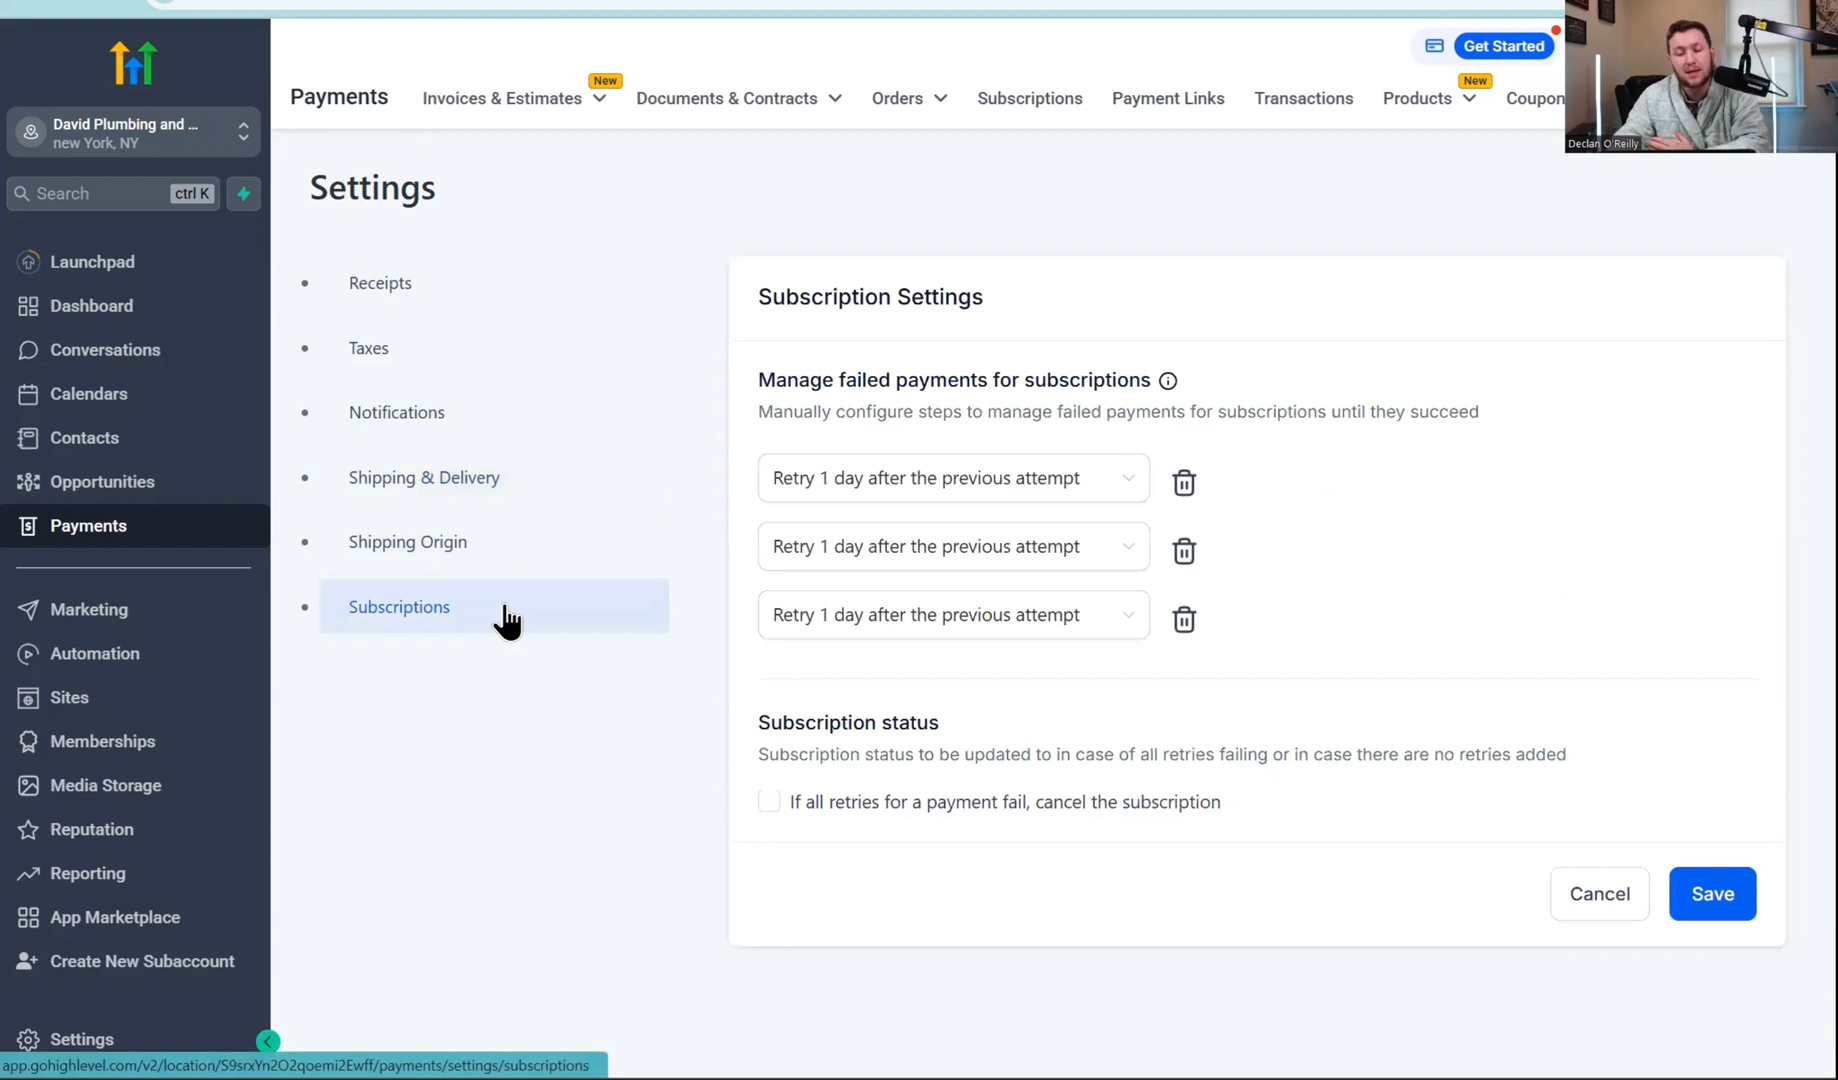 Get Started
Payments
Invoices & Estimates
New
Documents & Contracts
Orders
Subscriptions
Payment Links
Transactions
Products
New
Coupon
Declan O'Reilly
David Plumbing and ...
new York, NY
Search
ctrl K
Launchpad
Dashboard
Conversations
Calendars
Contacts
Opportunities
Payments
Marketing
Automation
Sites
Memberships
Media Storage
Reputation
Reporting
App Marketplace
Create New Subaccount
Settings
Settings
Receipts
Taxes
Notifications
Shipping & Delivery
Shipping Origin
Subscriptions
Subscription Settings
Manage failed payments for subscriptions
Manually configure steps to manage failed payments for subscriptions until they succeed
Retry 1 day after the previous attempt
Retry 1 day after the previous attempt
Retry 1 day after the previous attempt
Subscription status
Subscription status to be updated to in case of all retries failing or in case there are no retries added
If all retries for a payment fail, cancel the subscription
Cancel
Save
app.gohighlevel.com/v2/location/S9srxYn2O2qoemi2Ewff/payments/settings/subscriptions